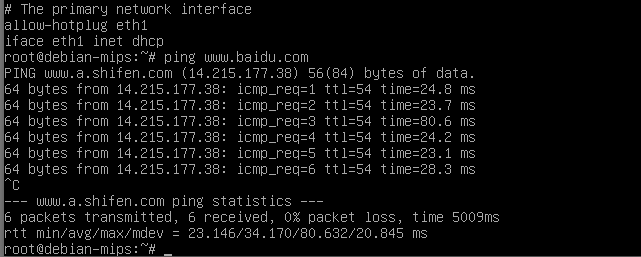 # The primary network interface
allow-hotplug eth1
iface eth1 inet dhcp
root@debian-mips:~# ping www.baidu.com
PING www.a.shifen.com (14.215.177.38) 56(84) bytes of data.
64 bytes from 14.215.177.38: icmp_req=1 ttl=54 time=24.8 ms
64 bytes from 14.215.177.38: icmp_req=2 ttl=54 time=23.7 ms
64 bytes from 14.215.177.38: icmp_req=3 ttl=54 time=80.6 ms
64 bytes from 14.215.177.38: icmp_req=4 ttl=54 time=24.2 ms
64 bytes from 14.215.177.38: icmp_req=5 ttl=54 time=23.1 ms
64 bytes from 14.215.177.38: icmp_req=6 ttl=54 time=28.3 ms
^C
--- www.a.shifen.com ping statistics ---
6 packets transmitted, 6 received, 0% packet loss, time 5009ms
rtt min/avg/max/mdev = 23.146/34.170/80.632/20.845 ms
root@debian-mips:~# _